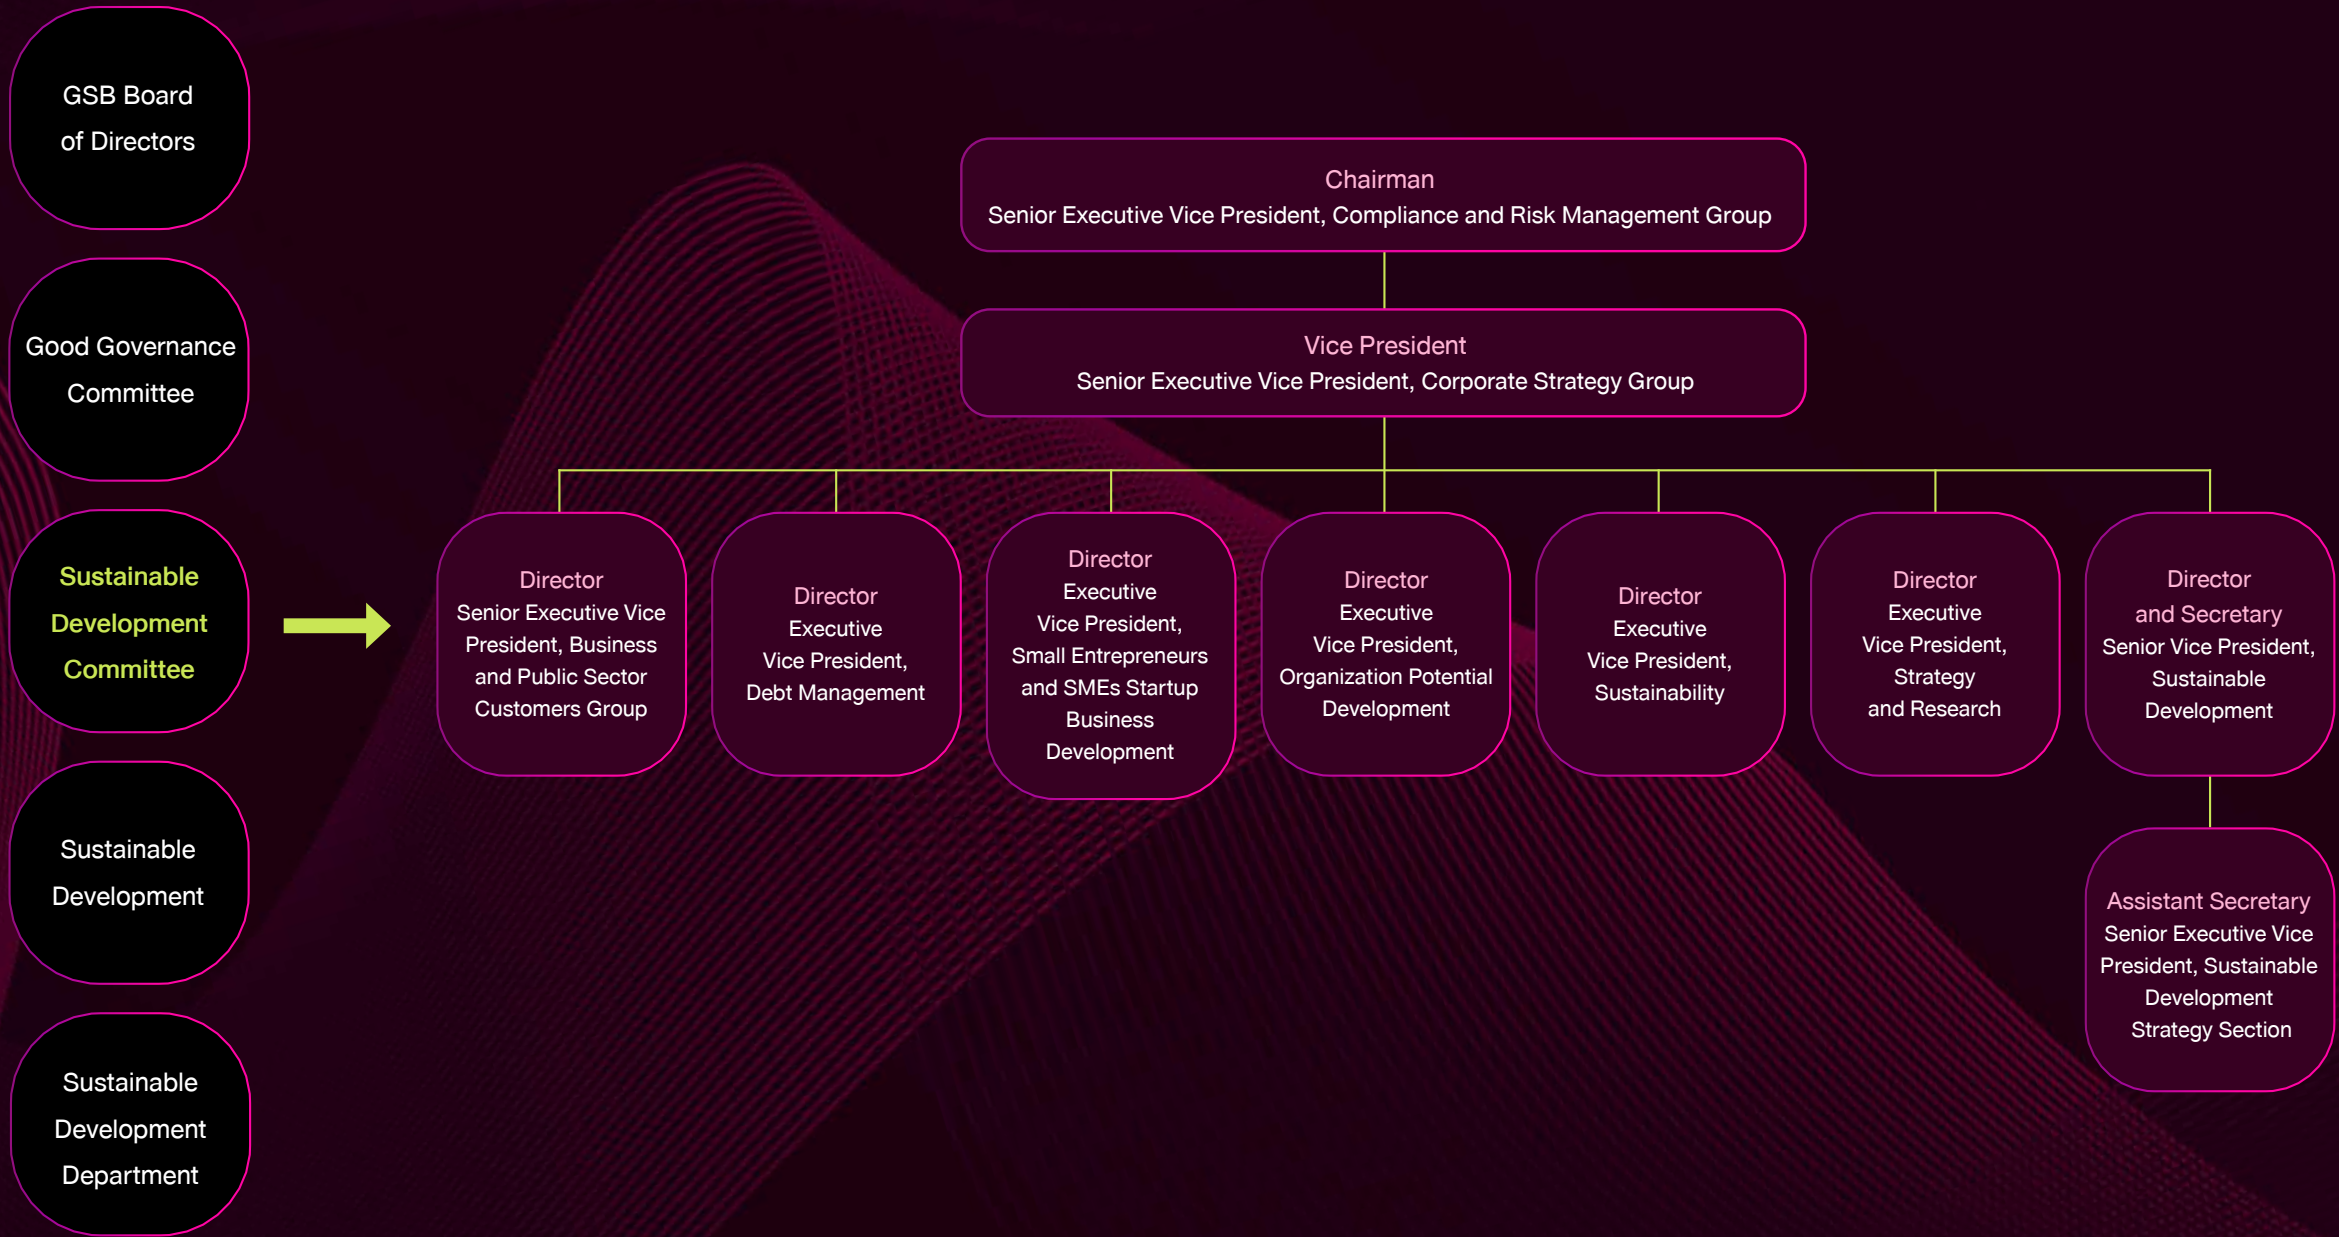 GSB Board
of Directors
Good Governance
Committee
Sustainable
Development
Committee
Sustainable
Development
Sustainable
Development
Department
Chairman
Senior Executive Vice President, Compliance and Risk Management Group
Vice President
Senior Executive Vice President, Corporate Strategy Group
Director
Senior Executive Vice
President, Business
and Public Sector
Customers Group
Director
Executive
Vice President,
Debt Management
Director
Executive
Vice President,
Small Entrepreneurs
and SMEs Startup
Business
Development
Director
Executive
Vice President,
Organization Potential
Development
Director
Executive
Vice President,
Sustainability
Director
Executive
Vice President,
Strategy
and Research
Director
and Secretary
Senior Vice President,
Sustainable
Development
Assistant Secretary
Senior Executive Vice
President, Sustainable
Development
Strategy Section